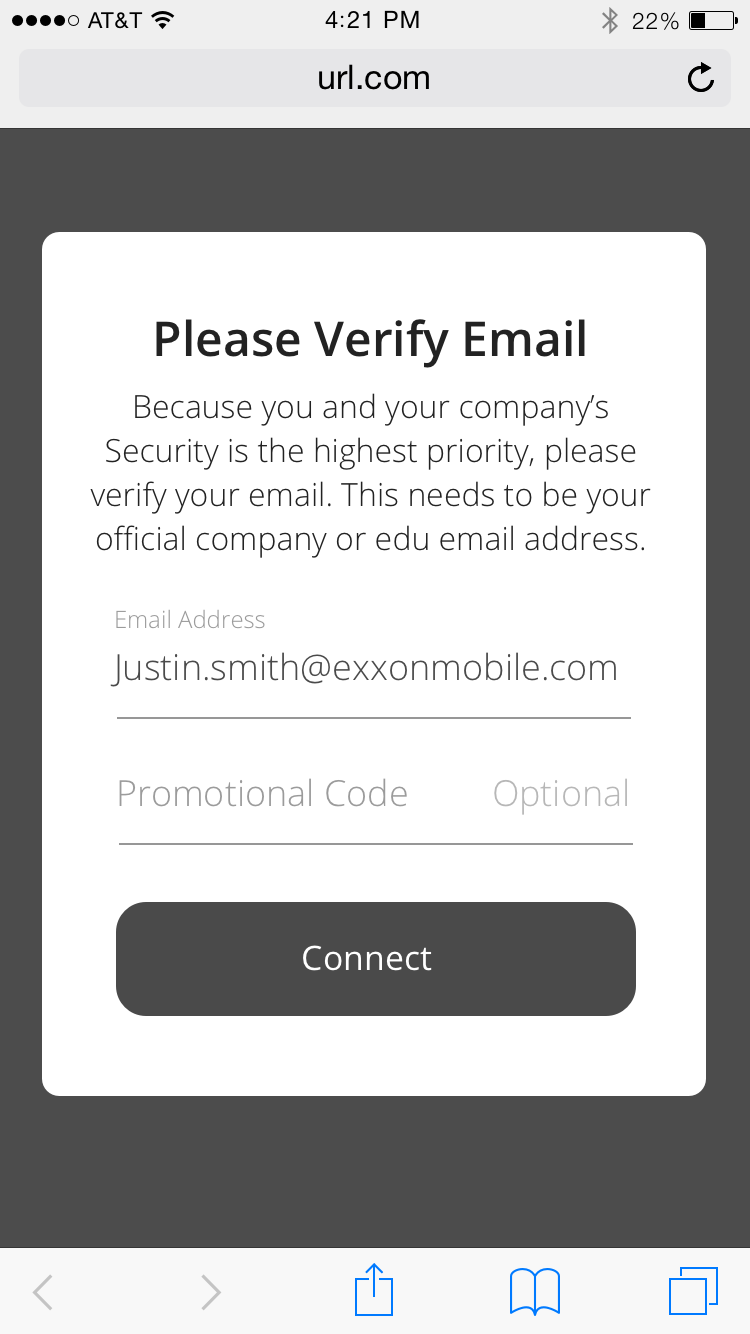 AT&T 4:21 PM 22%
url.com
Please Verify Email
Because you and your company’s
Security is the highest priority, please
verify your email. This needs to be your
official company or edu email address.
Email Address
Justin.smith@exxonmobile.com
Promotional Code Optional
Connect